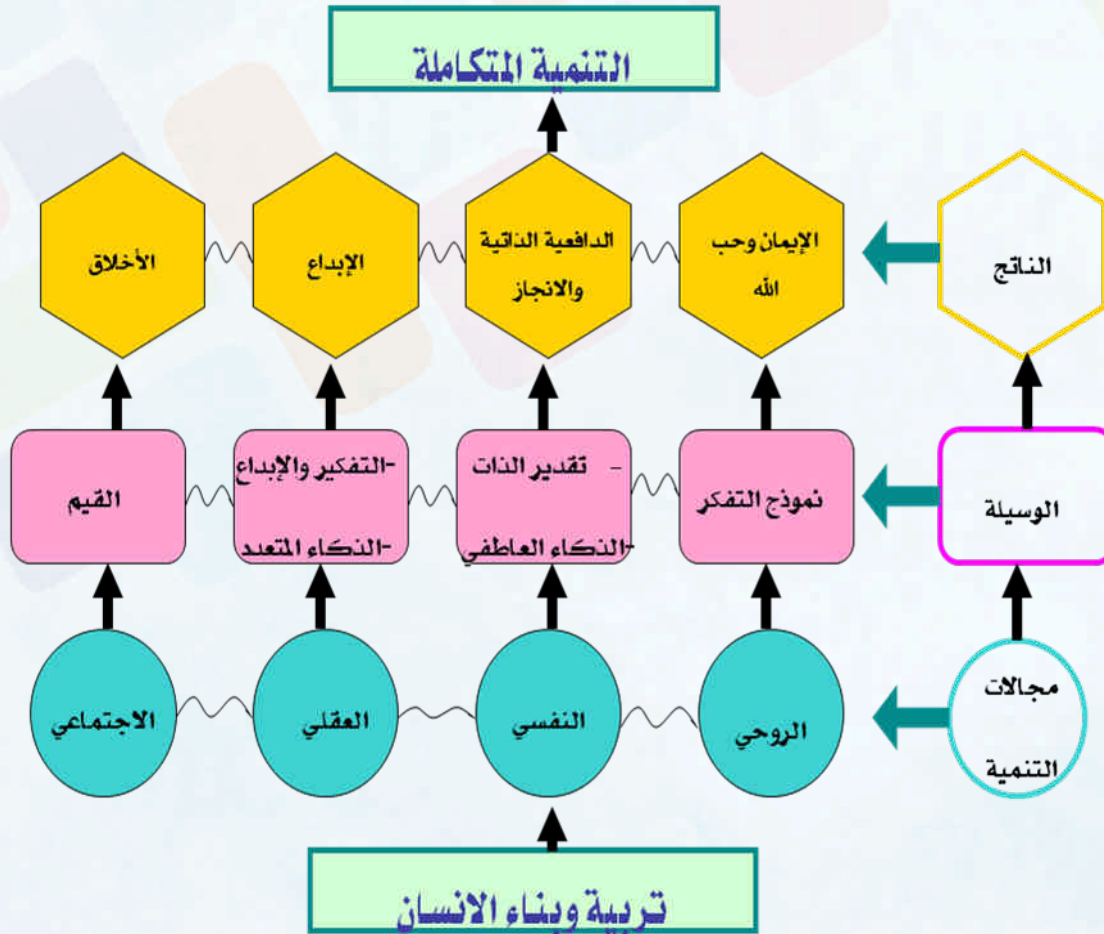 التنمية المتكاملة
الناتج
الإيمان وحب
الله
الدافعية الذاتية
والانجاز
الإبداع
الأخلاق
الوسيلة
نموذج التفكر
- تقدير الذات
-الذكاء العاطفي
-التفكير والإبداع
-الذكاء المتعدد
القيم
مجالات
التنمية
الروحي
النفسي
العقلي
الاجتماعي
تربية وبناء الانسان